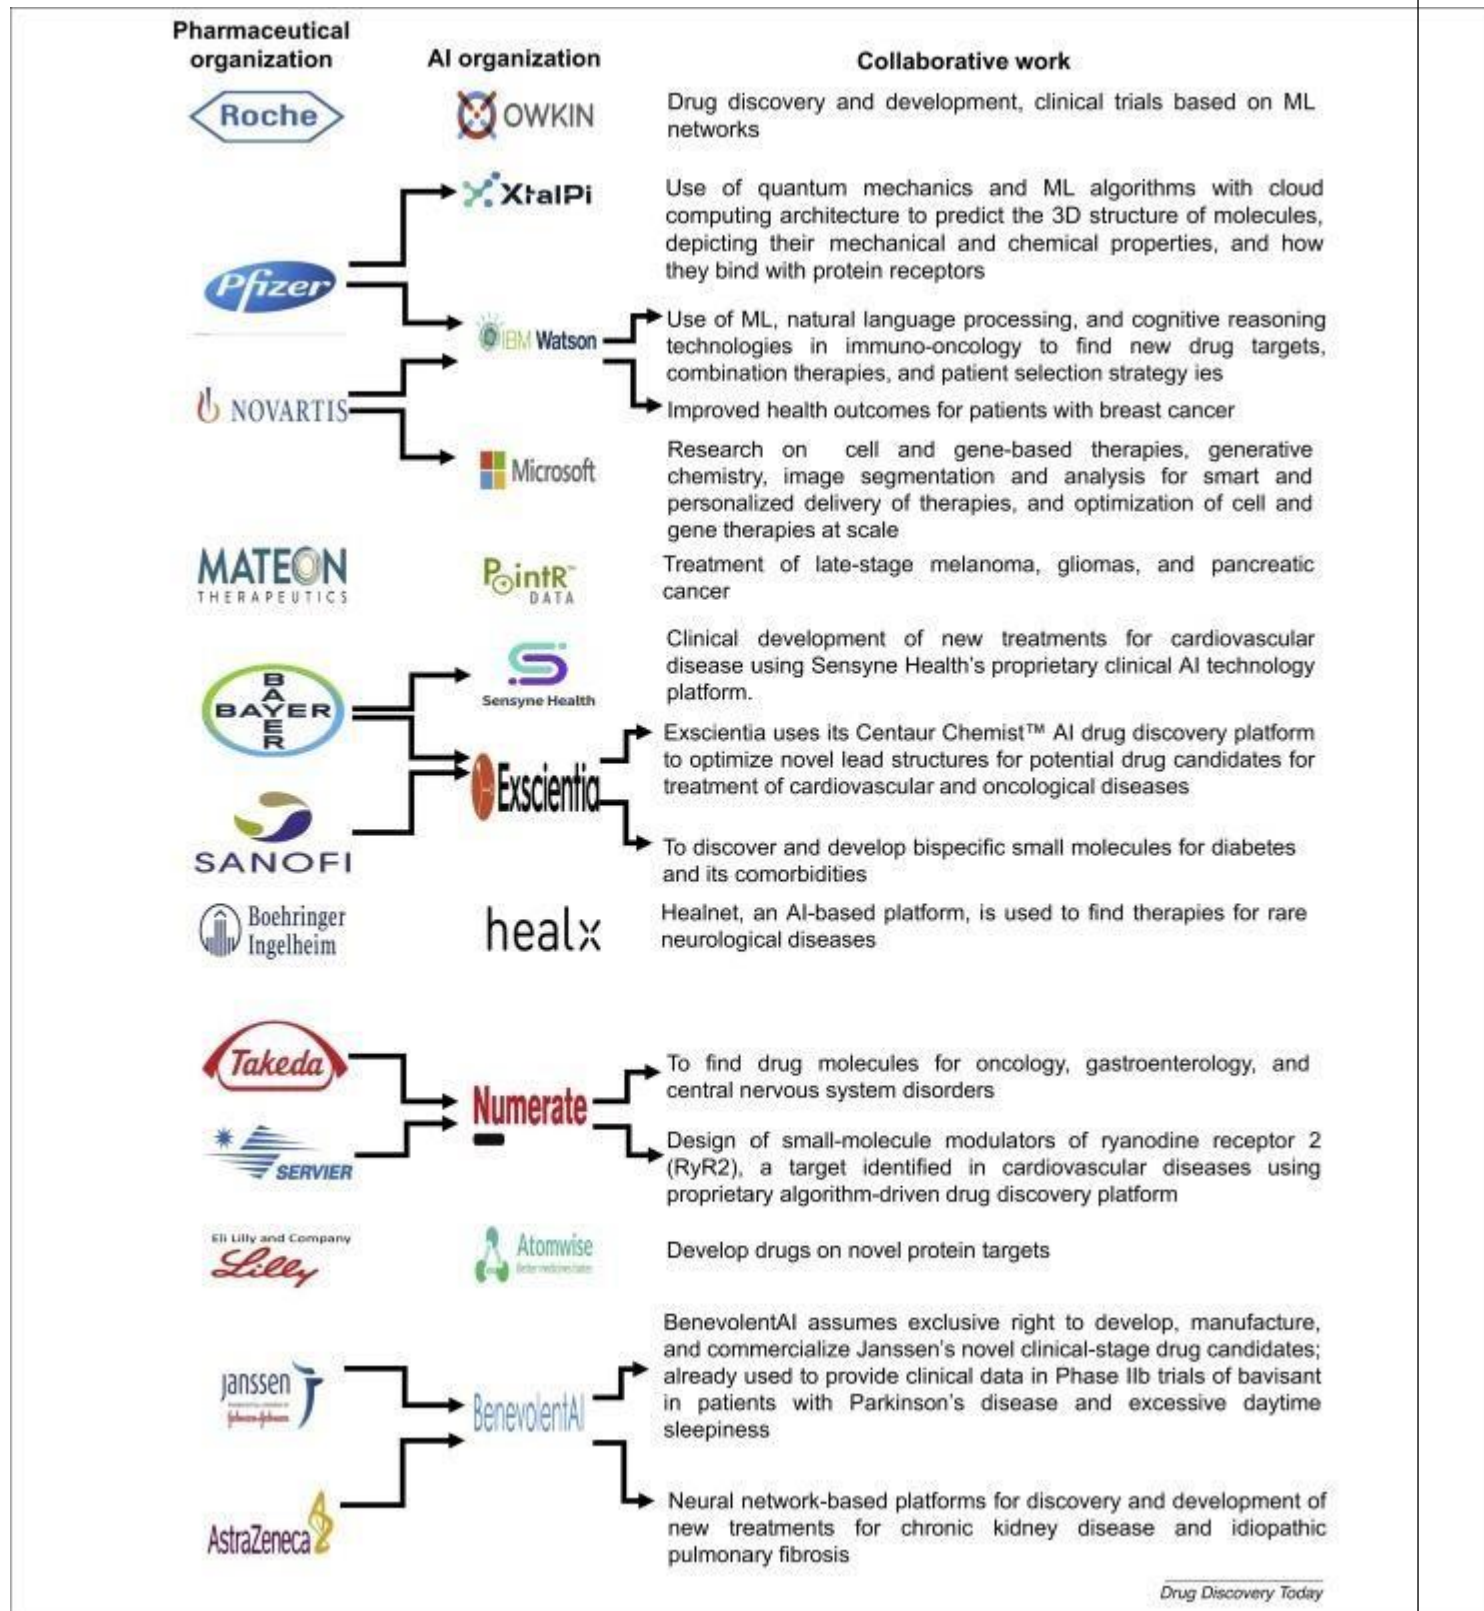 Pharmaceutical
organization
AI organization
Collaborative work
Roche
OWKIN
Drug discovery and development, clinical trials based on ML
networks
Pfizer
XtalPi
Use of quantum mechanics and ML algorithms with cloud
computing architecture to predict the 3D structure of molecules,
depicting their mechanical and chemical properties, and how
they bind with protein receptors
IBM Watson
Use of ML, natural language processing, and cognitive reasoning
technologies in immuno-oncology to find new drug targets,
combination therapies, and patient selection strategy ies
NOVARTIS
Improved health outcomes for patients with breast cancer
Microsoft
Research on cell and gene-based therapies, generative
chemistry, image segmentation and analysis for smart and
personalized delivery of therapies, and optimization of cell and
gene therapies at scale
MATEON
THERAPEUTICS
PointR™
DATA
Treatment of late-stage melanoma, gliomas, and pancreatic
cancer
BAYER
BAYER
Sensyne Health
Clinical development of new treatments for cardiovascular
disease using Sensyne Health's proprietary clinical AI technology
platform.
Exscientia
Exscientia uses its Centaur Chemist™ AI drug discovery platform
to optimize novel lead structures for potential drug candidates for
treatment of cardiovascular and oncological diseases
SANOFI
To discover and develop bispecific small molecules for diabetes
and its comorbidities
Boehringer
Ingelheim
healx
Healnet, an AI-based platform, is used to find therapies for rare
neurological diseases
Takeda
Numerate
To find drug molecules for oncology, gastroenterology, and
central nervous system disorders
SERVIER
Design of small-molecule modulators of ryanodine receptor 2
(RyR2), a target identified in cardiovascular diseases using
proprietary algorithm-driven drug discovery platform
Eli Lilly and Company
Lilly
Atomwise
Better medicines faster
Develop drugs on novel protein targets
janssen
Johnson-Johnson
BenevolentAI
BenevolentAI assumes exclusive right to develop, manufacture,
and commercialize Janssen's novel clinical-stage drug candidates;
already used to provide clinical data in Phase IIb trials of bavisant
in patients with Parkinson's disease and excessive daytime
sleepiness
AstraZeneca
Neural network-based platforms for discovery and development of
new treatments for chronic kidney disease and idiopathic
pulmonary fibrosis
Drug Discovery Today